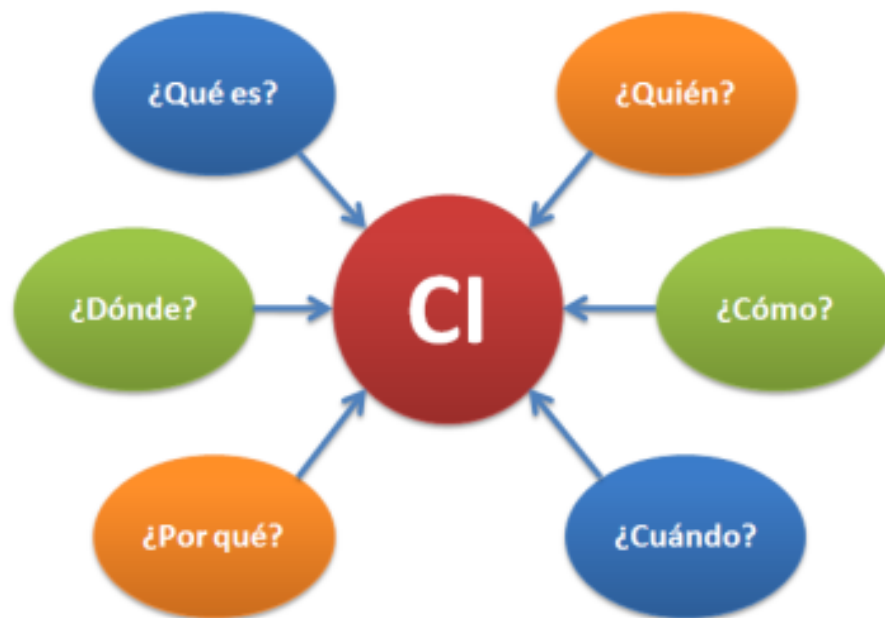 ¿Qué es?
¿Quién?
¿Dónde?
CI
¿Cómo?
¿Por qué?
¿Cuándo?